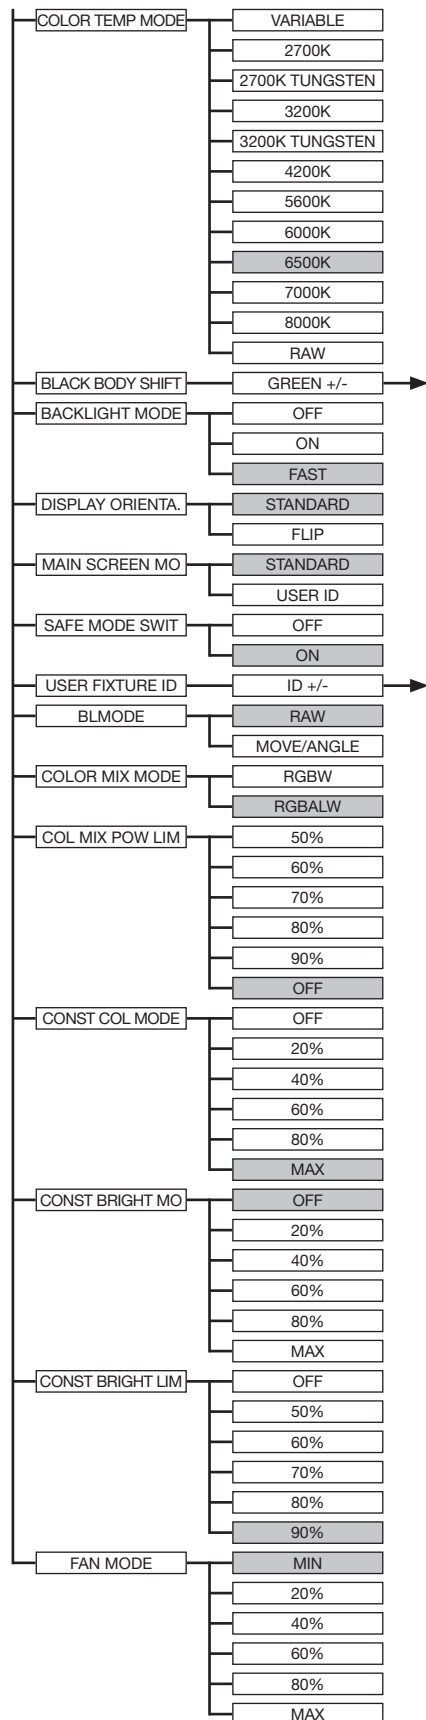 COLOR TEMP MODE VARIABLE
2700K
2700K TUNGSTEN
3200K
3200K TUNGSTEN
4200K
5600K
6000K
6500K
7000K
8000K
RAW
BLACK BODY SHIFT GREEN +/-
BACKLIGHT MODE OFF
ON
FAST
DISPLAY ORIENTA. STANDARD
FLIP
MAIN SCREEN MO STANDARD
USER ID
SAFE MODE SWIT OFF
ON
USER FIXTURE ID ID +/-
BLMODE RAW
MOVE/ANGLE
COLOR MIX MODE RGBW
RGBALW
COL MIX POW LIM 50%
60%
70%
80%
90%
OFF
CONST COL MODE OFF
20%
40%
60%
80%
MAX
CONST BRIGHT MO OFF
20%
40%
60%
80%
MAX
CONST BRIGHT LIM OFF
50%
60%
70%
80%
90%
FAN MODE MIN
20%
40%
60%
80%
MAX